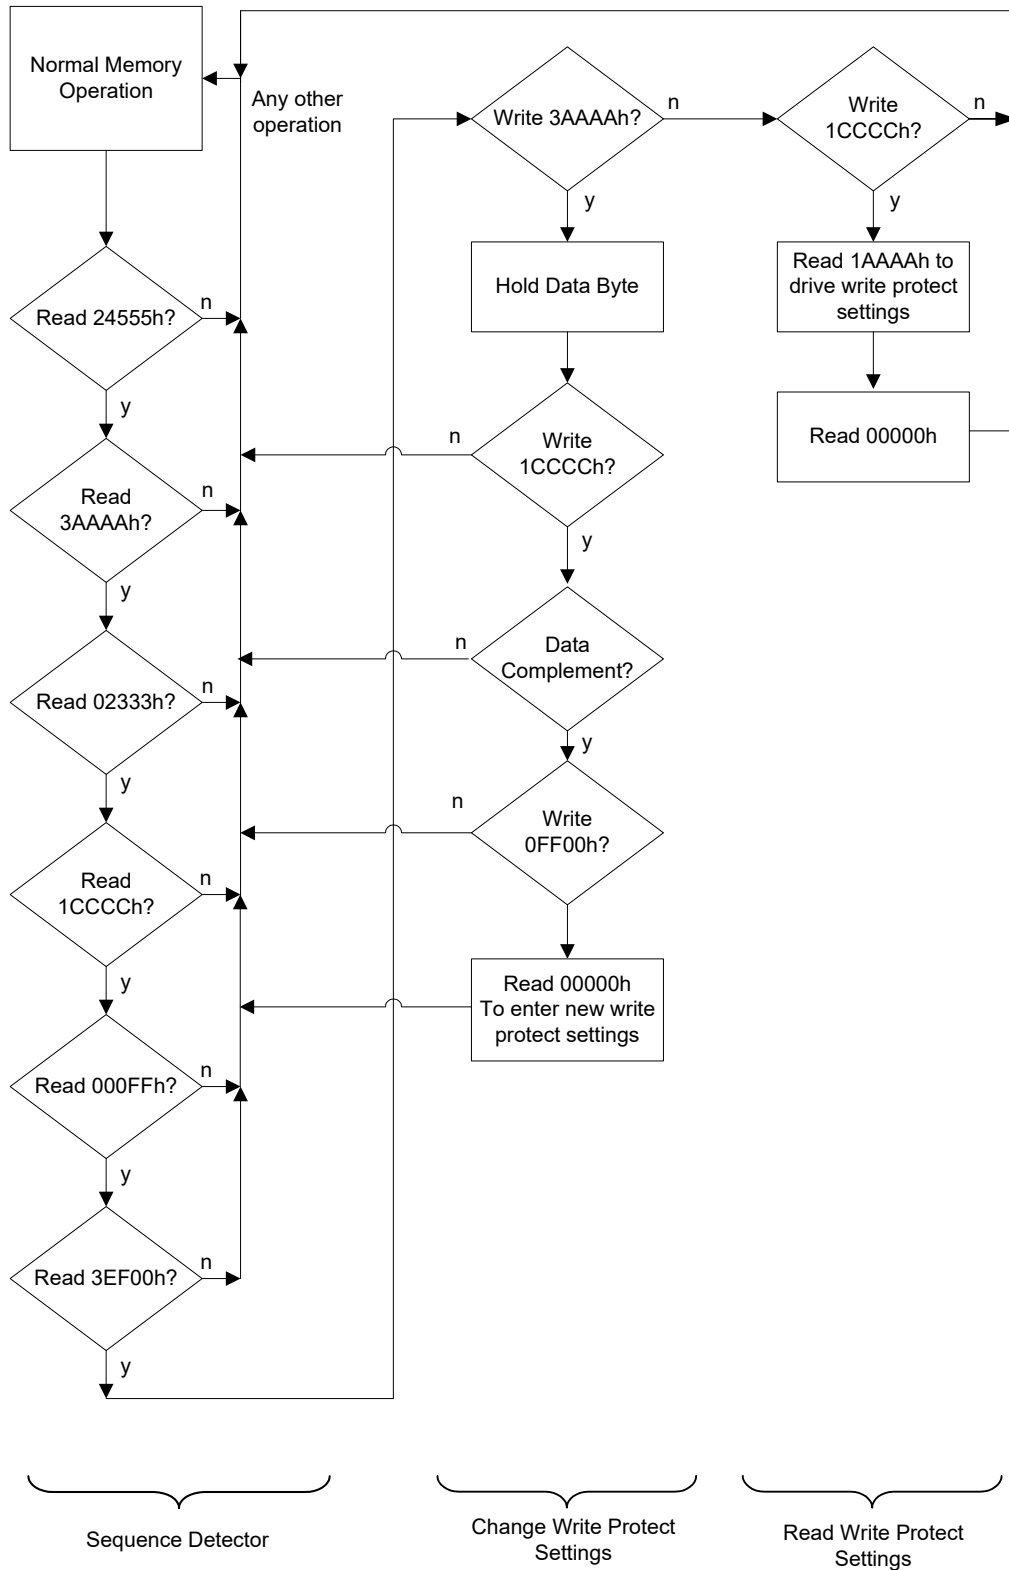 Normal Memory
Operation
Any other
operation
Read 24555h?
n
y
Read
3AAAAh?
n
y
Read 02333h?
n
y
Read
1CCCCh?
n
y
Read 000FFh?
n
y
Read 3EF00h?
n
y
Sequence Detector
Write 3AAAAh?
n
y
Hold Data Byte
Write
1CCCCh?
n
y
Data
Complement?
n
y
Write
0FF00h?
n
Read 00000h
To enter new write
protect settings
Change Write Protect
Settings
Write
1CCCCh?
n
y
Read 1AAAAh to
drive write protect
settings
Read 00000h
Read Write Protect
Settings